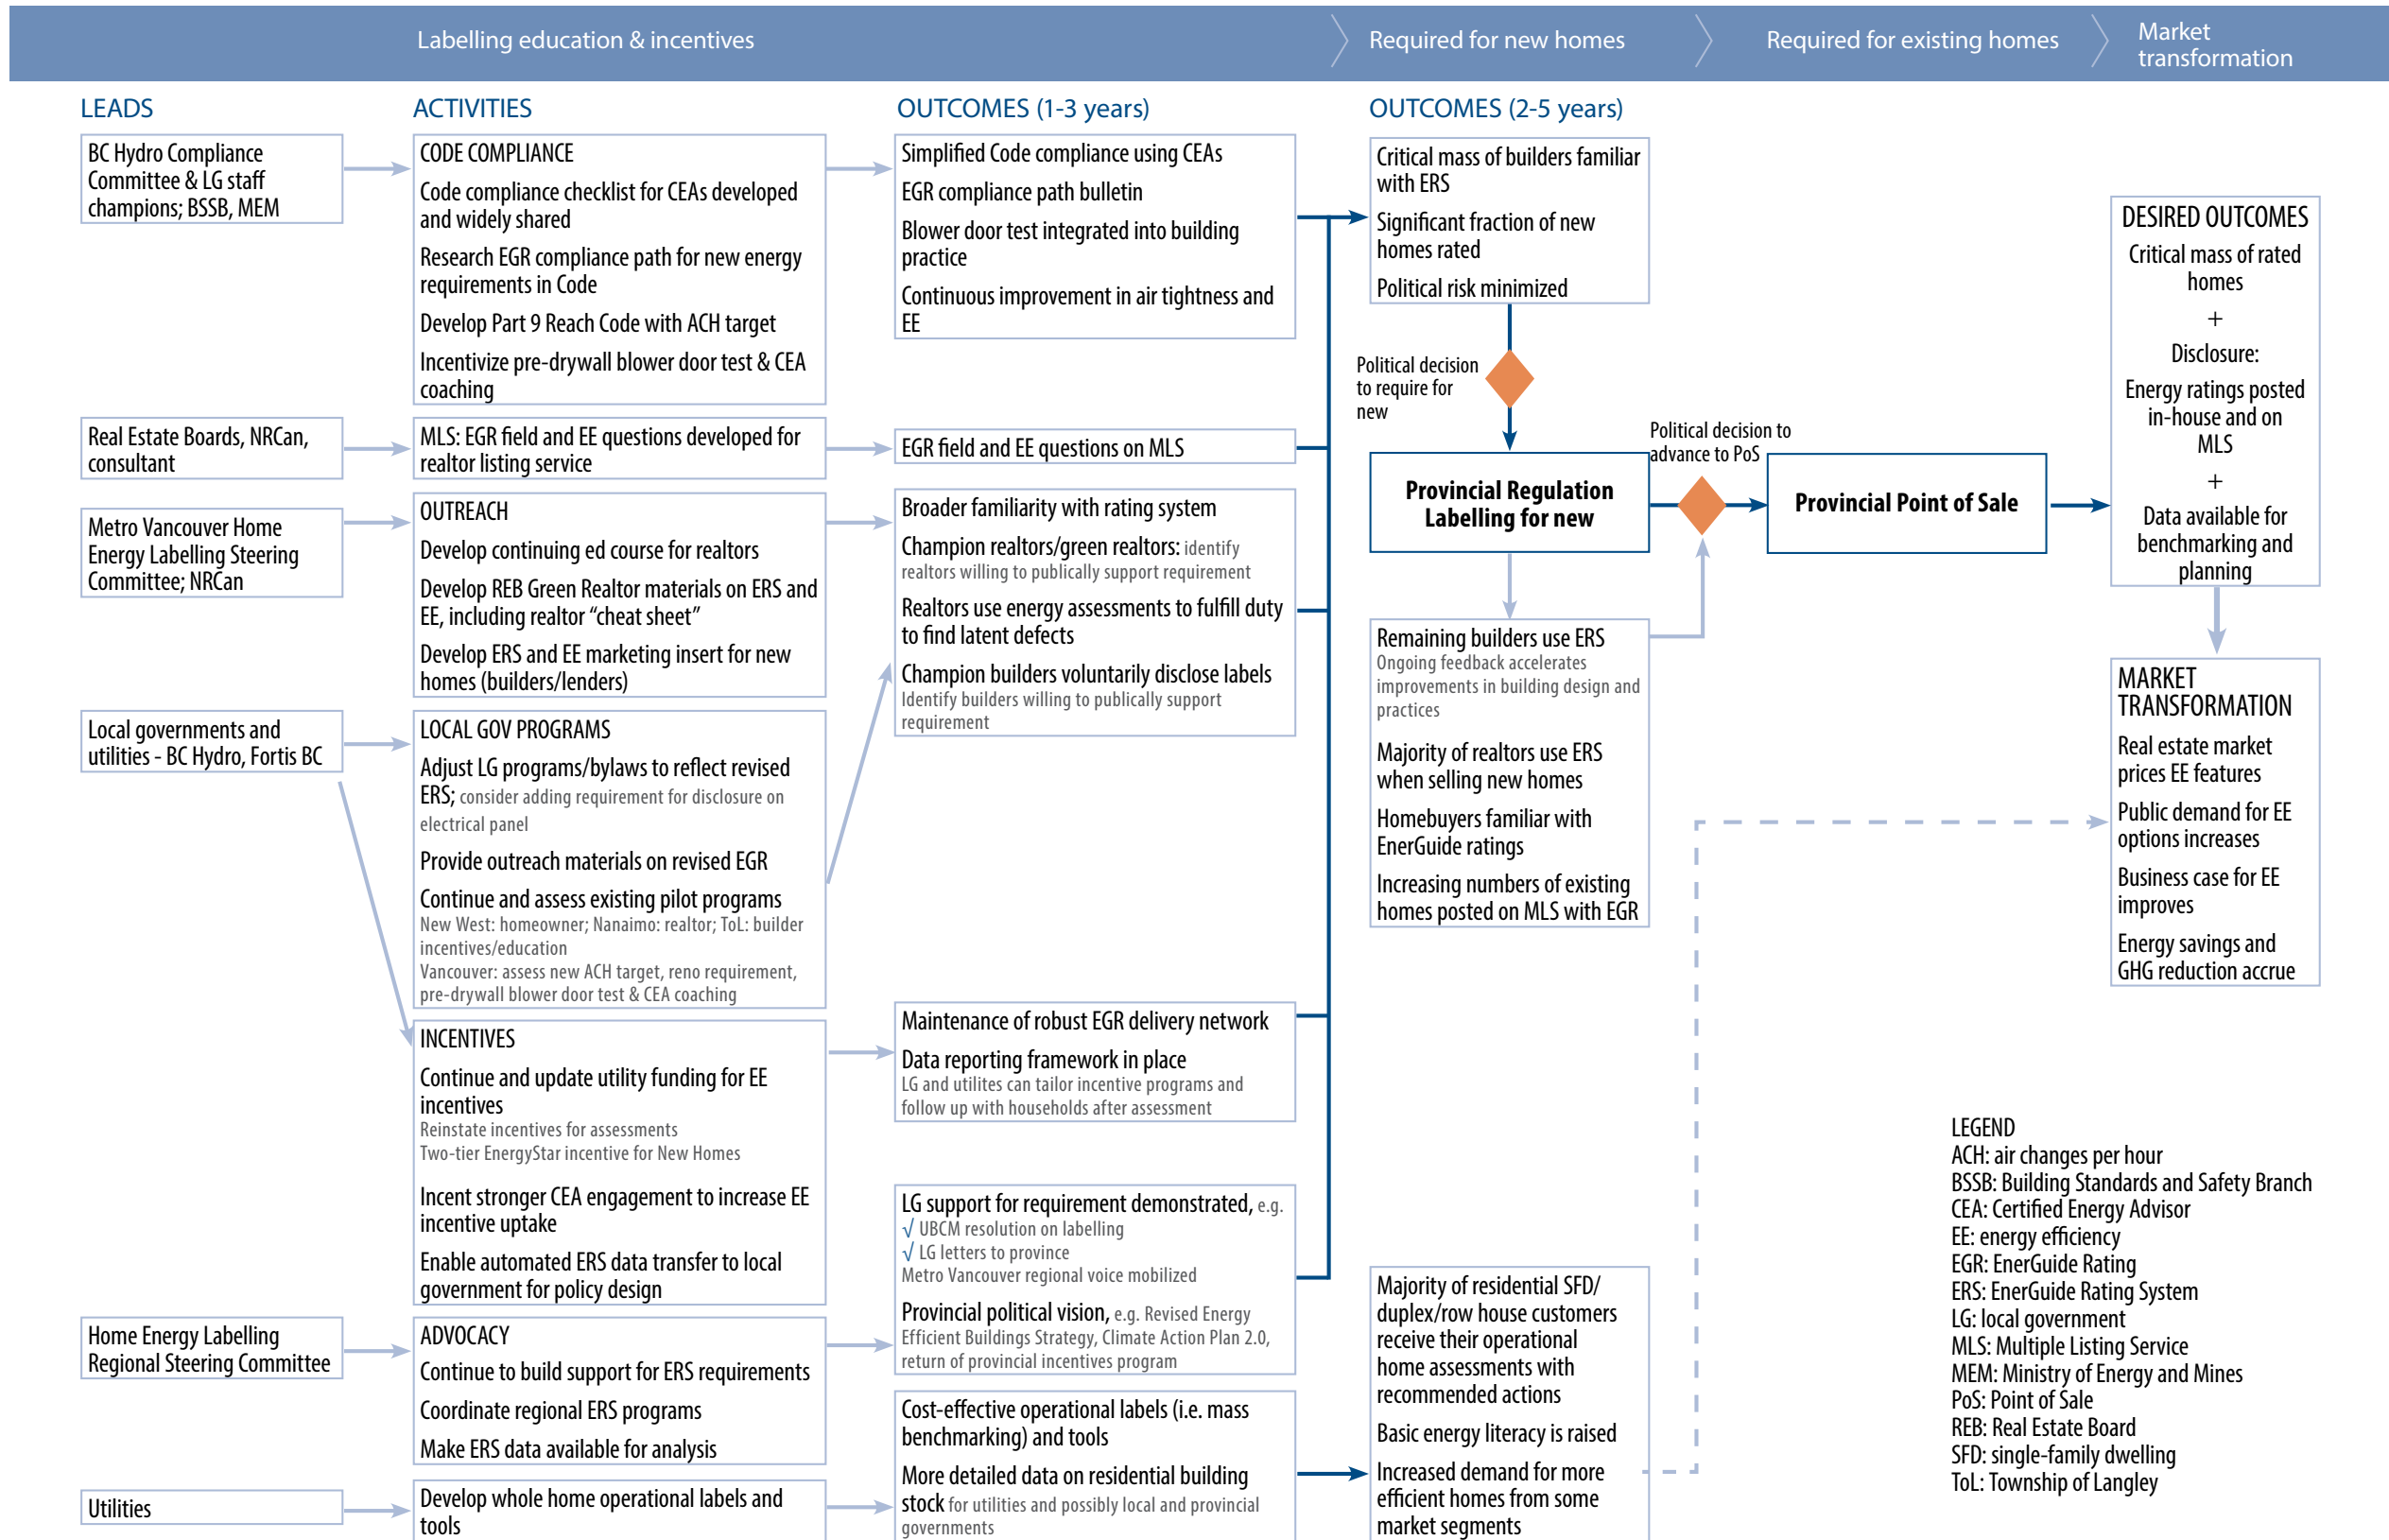 Labelling education & incentives
Required for new homes
Required for existing homes
Market
transformation
LEADS
ACTIVITIES
OUTCOMES (1-3 years)
OUTCOMES (2-5 years)
BC Hydro Compliance
Committee & LG staff
champions; BSSB, MEM
CODE COMPLIANCE
Code compliance checklist for CEAs developed
and widely shared
Research EGR compliance path for new energy
requirements in Code
Develop Part 9 Reach Code with ACH target
Incentivize pre-drywall blower door test & CEA
coaching
Simplified Code compliance using CEAs
EGR compliance path bulletin
Blower door test integrated into building
practice
Continuous improvement in air tightness and
EE
Critical mass of builders familiar
with ERS
Significant fraction of new
homes rated
Political risk minimized
Political decision
to require for
new
Real Estate Boards, NRCan,
consultant
MLS: EGR field and EE questions developed for
realtor listing service
EGR field and EE questions on MLS
Metro Vancouver Home
Energy Labelling Steering
Committee; NRCan
OUTREACH
Develop continuing ed course for realtors
Develop REB Green Realtor materials on ERS and
EE, including realtor “cheat sheet”
Develop ERS and EE marketing insert for new
homes (builders/lenders)
Broader familiarity with rating system
Champion realtors/green realtors: identify
realtors willing to publically support requirement
Realtors use energy assessments to fulfill duty
to find latent defects
Champion builders voluntarily disclose labels
Identify builders willing to publically support
requirement
Provincial Regulation
Labelling for new
Political decision to
advance to PoS
Provincial Point of Sale
DESIRED OUTCOMES
Critical mass of rated
homes
+
Disclosure:
Energy ratings posted
in-house and on
MLS
+
Data available for
benchmarking and
planning
Local governments and
utilities - BC Hydro, Fortis BC
LOCAL GOV PROGRAMS
Adjust LG programs/bylaws to reflect revised
ERS; consider adding requirement for disclosure on
electrical panel
Provide outreach materials on revised EGR
Continue and assess existing pilot programs
New West: homeowner; Nanaimo: realtor; ToL: builder
incentives/education
Vancouver: assess new ACH target, reno requirement,
pre-drywall blower door test & CEA coaching
Remaining builders use ERS
Ongoing feedback accelerates
improvements in building design and
practices
Majority of realtors use ERS
when selling new homes
Homebuyers familiar with
EnerGuide ratings
Increasing numbers of existing
homes posted on MLS with EGR
MARKET
TRANSFORMATION
Real estate market
prices EE features
Public demand for EE
options increases
Business case for EE
improves
Energy savings and
GHG reduction accrue
INCENTIVES
Continue and update utility funding for EE
incentives
Reinstate incentives for assessments
Two-tier EnergyStar incentive for New Homes
Incent stronger CEA engagement to increase EE
incentive uptake
Enable automated ERS data transfer to local
government for policy design
Maintenance of robust EGR delivery network
Data reporting framework in place
LG and utilites can tailor incentive programs and
follow up with households after assessment
Home Energy Labelling
Regional Steering Committee
ADVOCACY
Continue to build support for ERS requirements
Coordinate regional ERS programs
Make ERS data available for analysis
LG support for requirement demonstrated, e.g.
√ UBCM resolution on labelling
√ LG letters to province
Metro Vancouver regional voice mobilized
Provincial political vision, e.g. Revised Energy
Efficient Buildings Strategy, Climate Action Plan 2.0,
return of provincial incentives program
Utilities
Develop whole home operational labels and
tools
Cost-effective operational labels (i.e. mass
benchmarking) and tools
More detailed data on residential building
stock for utilities and possibly local and provincial
governments
Majority of residential SFD/
duplex/row house customers
receive their operational
home assessments with
recommended actions
Basic energy literacy is raised
Increased demand for more
efficient homes from some
market segments
LEGEND
ACH: air changes per hour
BSSB: Building Standards and Safety Branch
CEA: Certified Energy Advisor
EE: energy efficiency
EGR: EnerGuide Rating
ERS: EnerGuide Rating System
LG: local government
MLS: Multiple Listing Service
MEM: Ministry of Energy and Mines
PoS: Point of Sale
REB: Real Estate Board
SFD: single-family dwelling
ToL: Township of Langley